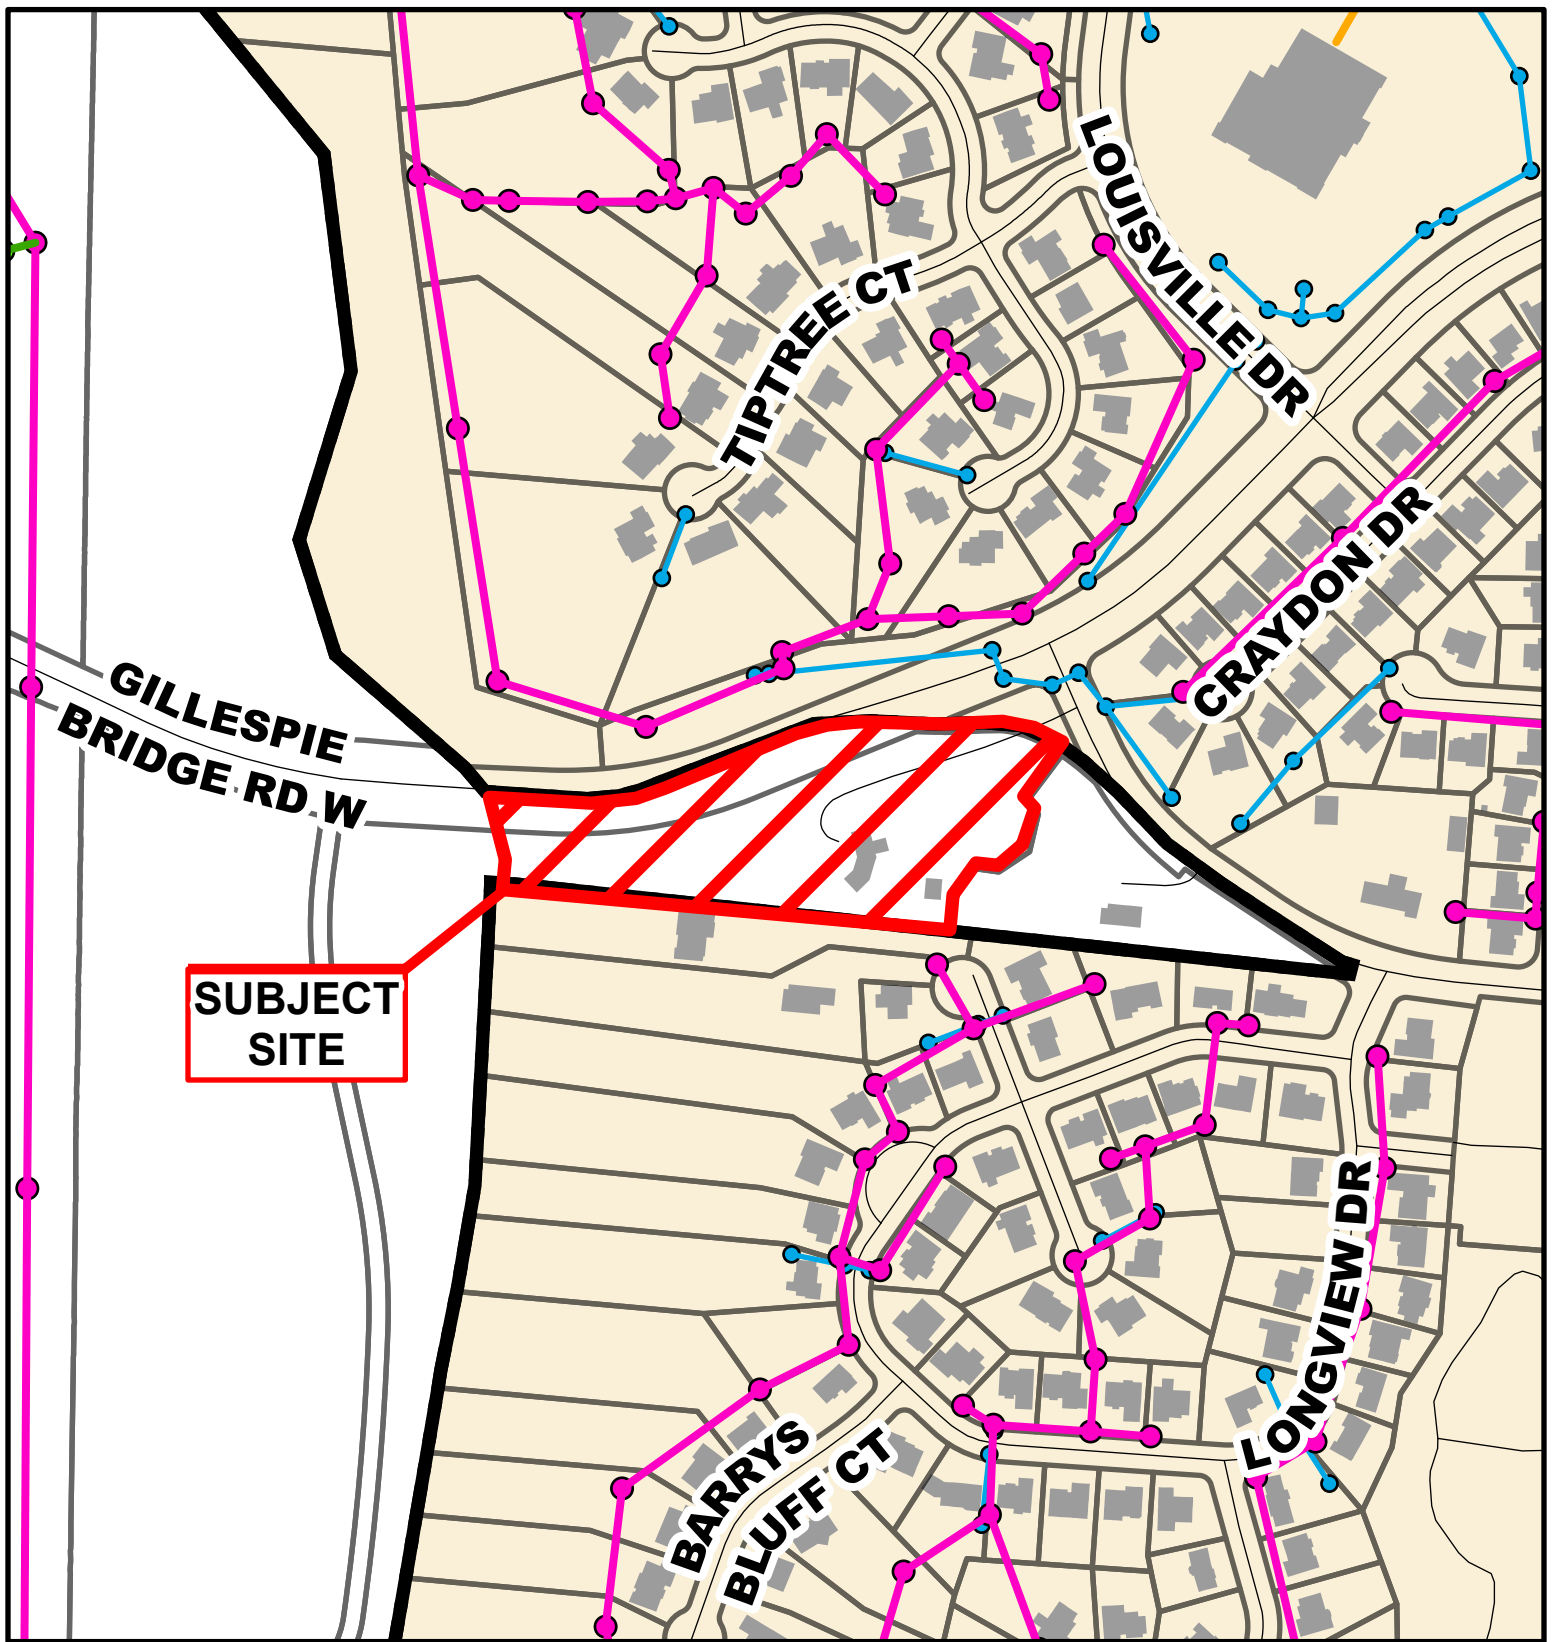 LOUISVILLE DR
TIPTREE CT
CRAYDON DR
GILLESPIE
BRIDGE RD W
SUBJECT
SITE
LONGVIEW DR
BARRYS
BLUFF CT